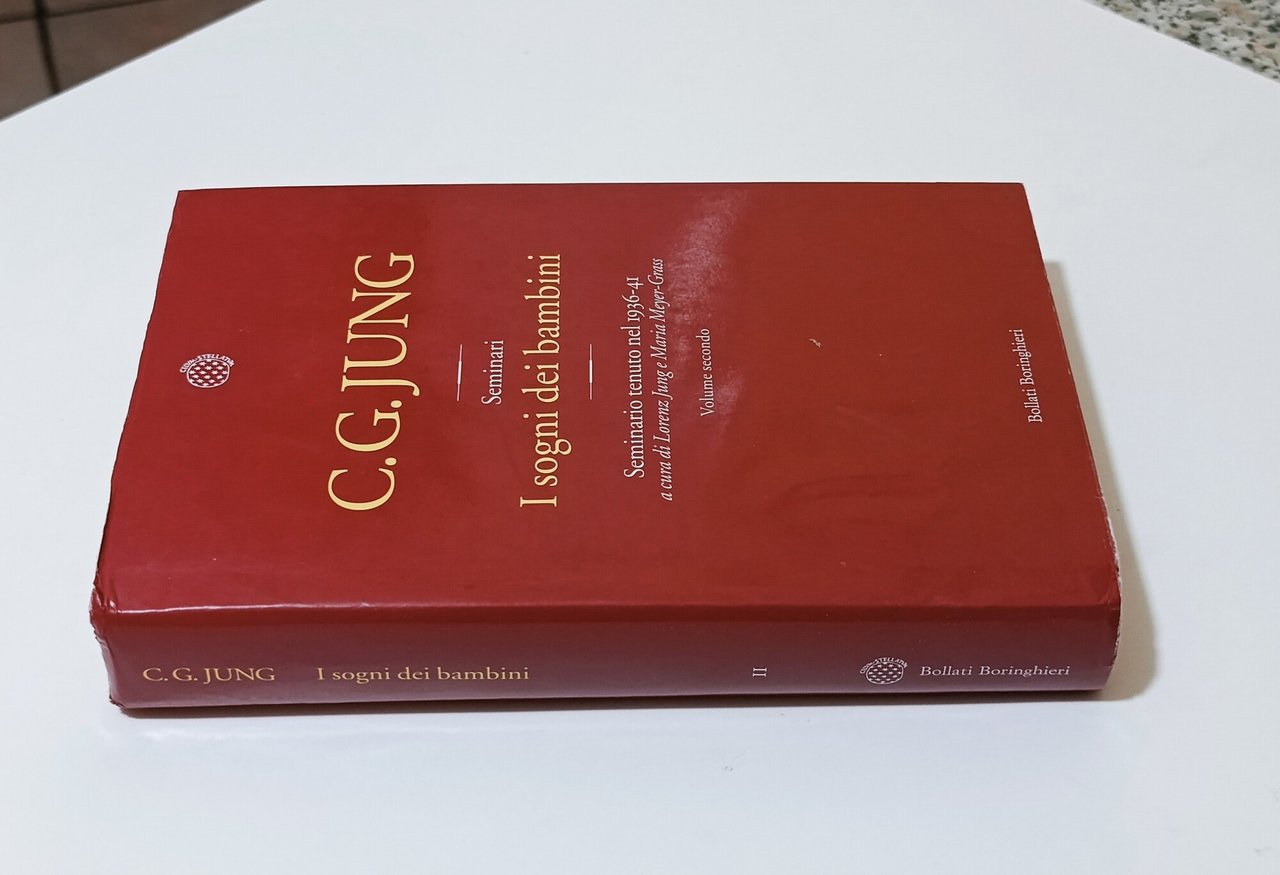 C.G. JUNG
Seminari
I sogni dei bambini
Seminario tenuto nel 1936-41
a cura di Lorenz Jung e Maria Meyer-Grass
Volume secondo
Bollati Boringhieri
C. G. JUNG I sogni dei bambini II Bollati Boringhieri